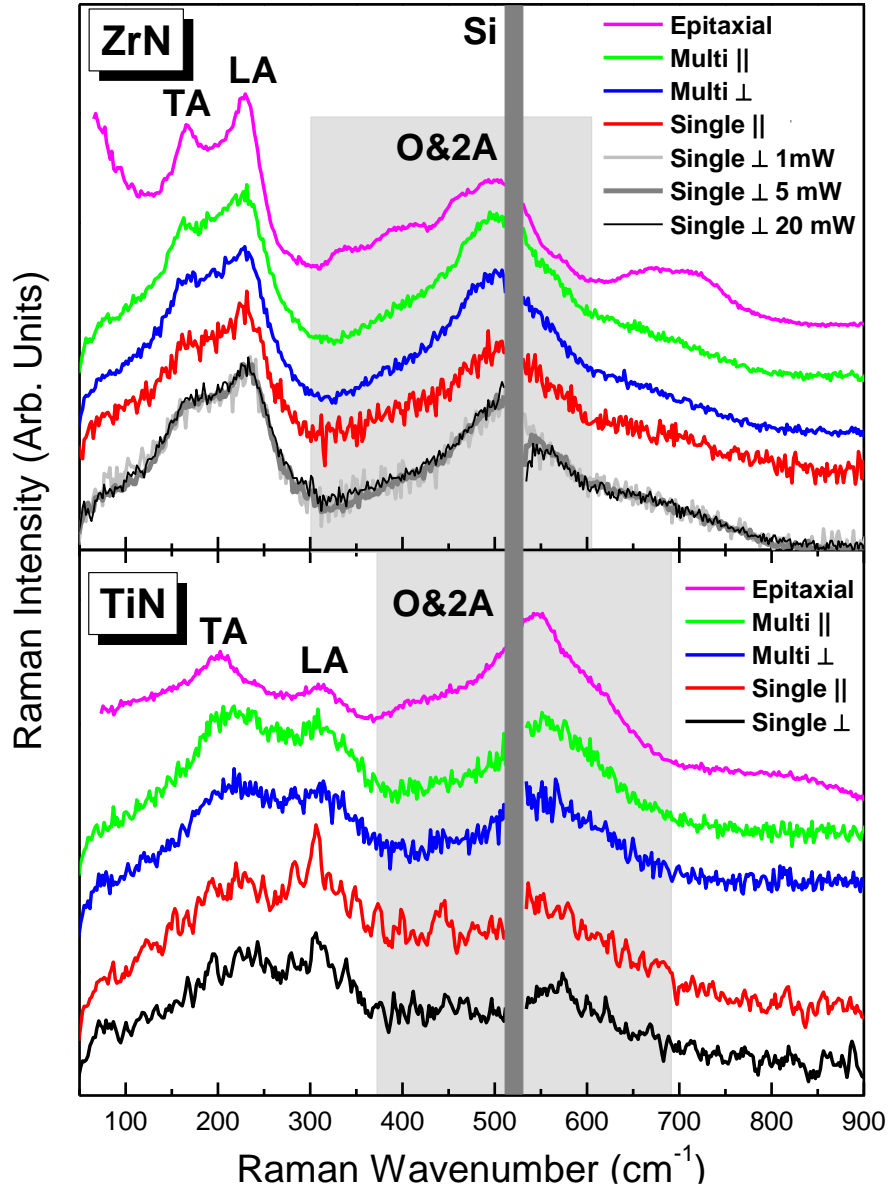 ZrN
Si
TA
LA
O&2A
Epitaxial
Multi ||
Multi ⊥
Single ||
Single ⊥ 1mW
Single ⊥ 5 mW
Single ⊥ 20 mW
TiN
TA
LA
O&2A
Epitaxial
Multi ||
Multi ⊥
Single ||
Single ⊥
Raman Intensity (Arb. Units)
100 200 300 400 500 600 700 800 900
Raman Wavenumber (cm⁻¹)